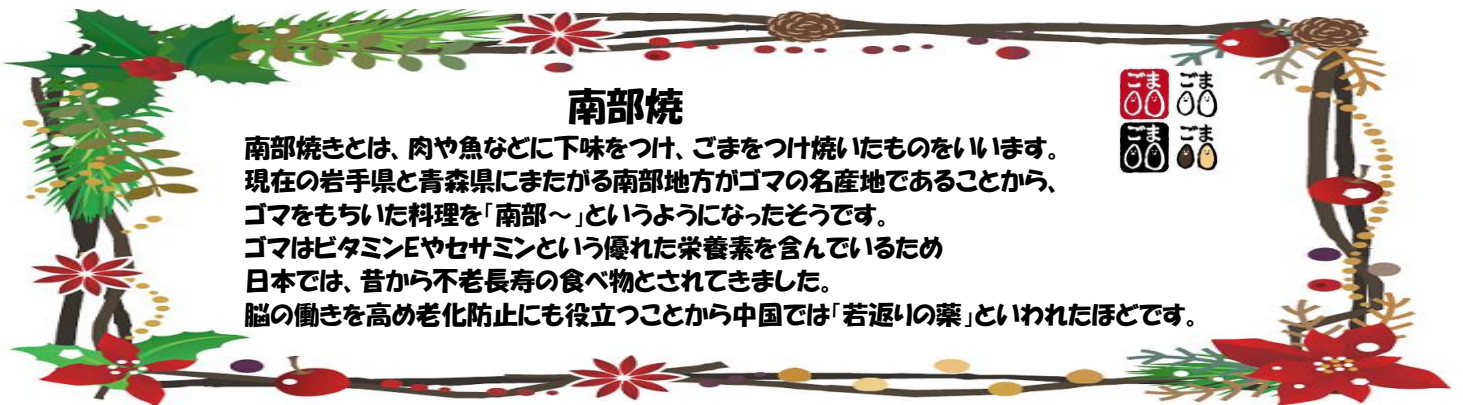 南部焼
ごま ごま
ごま ごま
南部焼きとは、肉や魚などに下味をつけ、ごまをつけ焼いたものをいいます。
現在の岩手県と青森県にまたがる南部地方がゴマの名産地であることから、
ゴマをもちいた料理を「南部～」というようになったそうです。
ゴマはビタミンEやセサミンという優れた栄養素を含んでいるため
日本では、昔から不老長寿の食べ物とされてきました。
脳の働きを高め老化防止にも役立つことから中国では「若返りの薬」といわれたほどです。